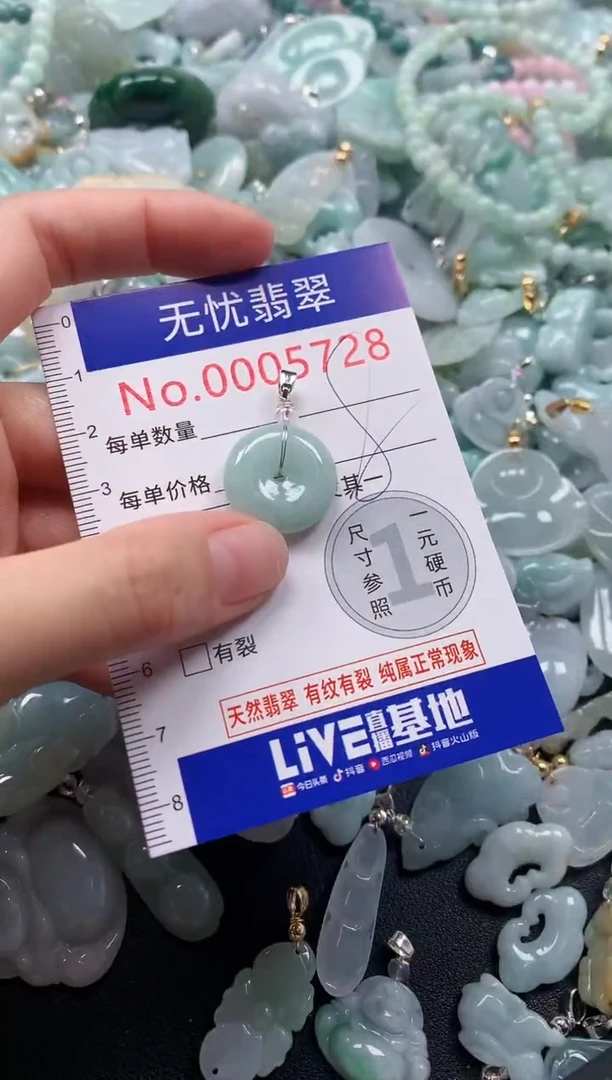 0
无忧翡翠
1
No.0005728
2
每单数量
3
每单价格
某一
一元硬币
尺寸参照
1
6
有裂
天然翡翠 有纹有裂 纯属正常现象
7
LiVE直播基地
8
今日头条 抖音 西瓜视频 抖音火山版